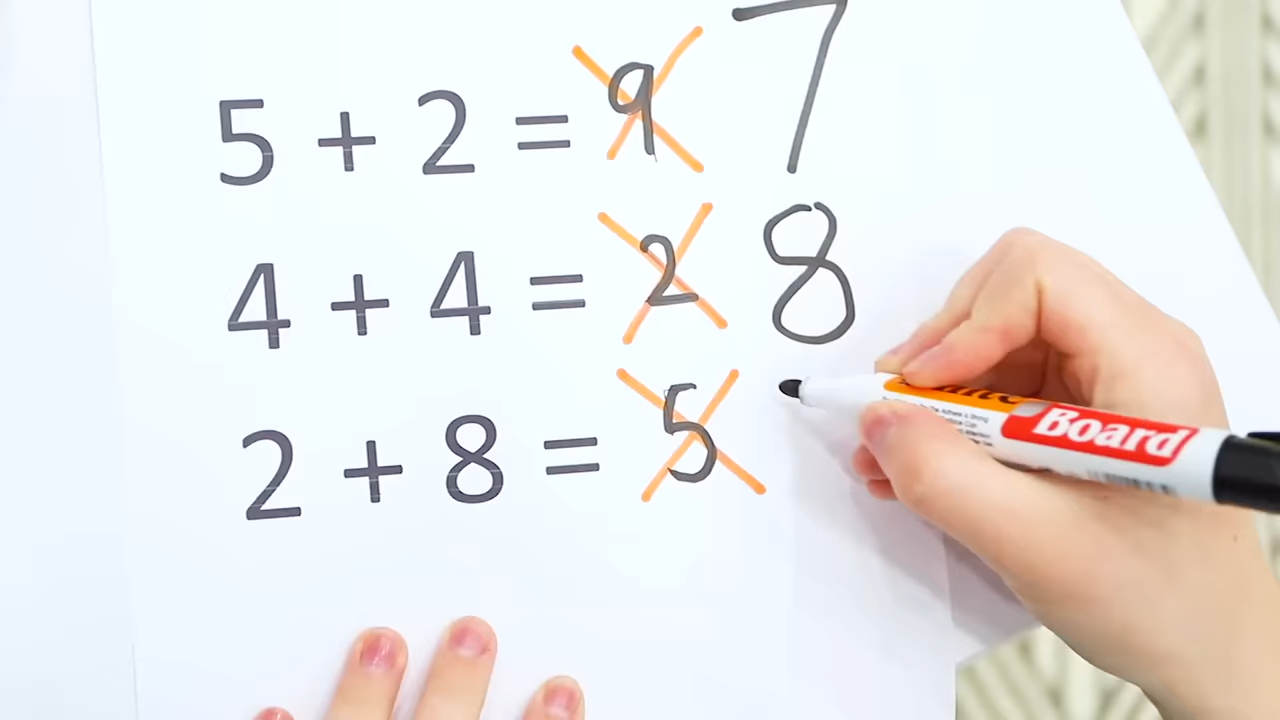 5 + 2 = 9 7
4 + 4 = 2 8
2 + 8 = 5
Board